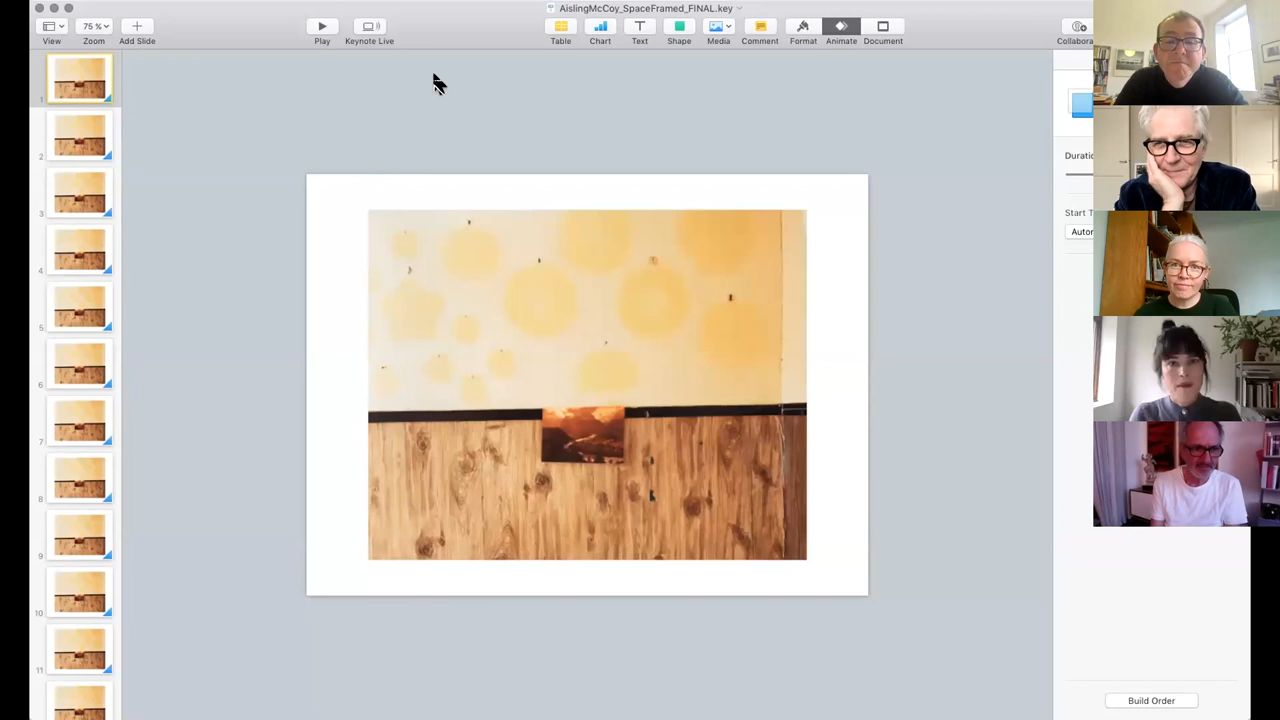 AislingMcCoy_SpaceFramed_FINAL.key
75 %
View
Zoom
Add Slide
Play
Keynote Live
Table
Chart
Text
Shape
Media
Comment
Format
Animate
Document
Collabora
1
2
3
4
5
6
7
8
9
10
11
Duratio
Start T
Auton
Build Order